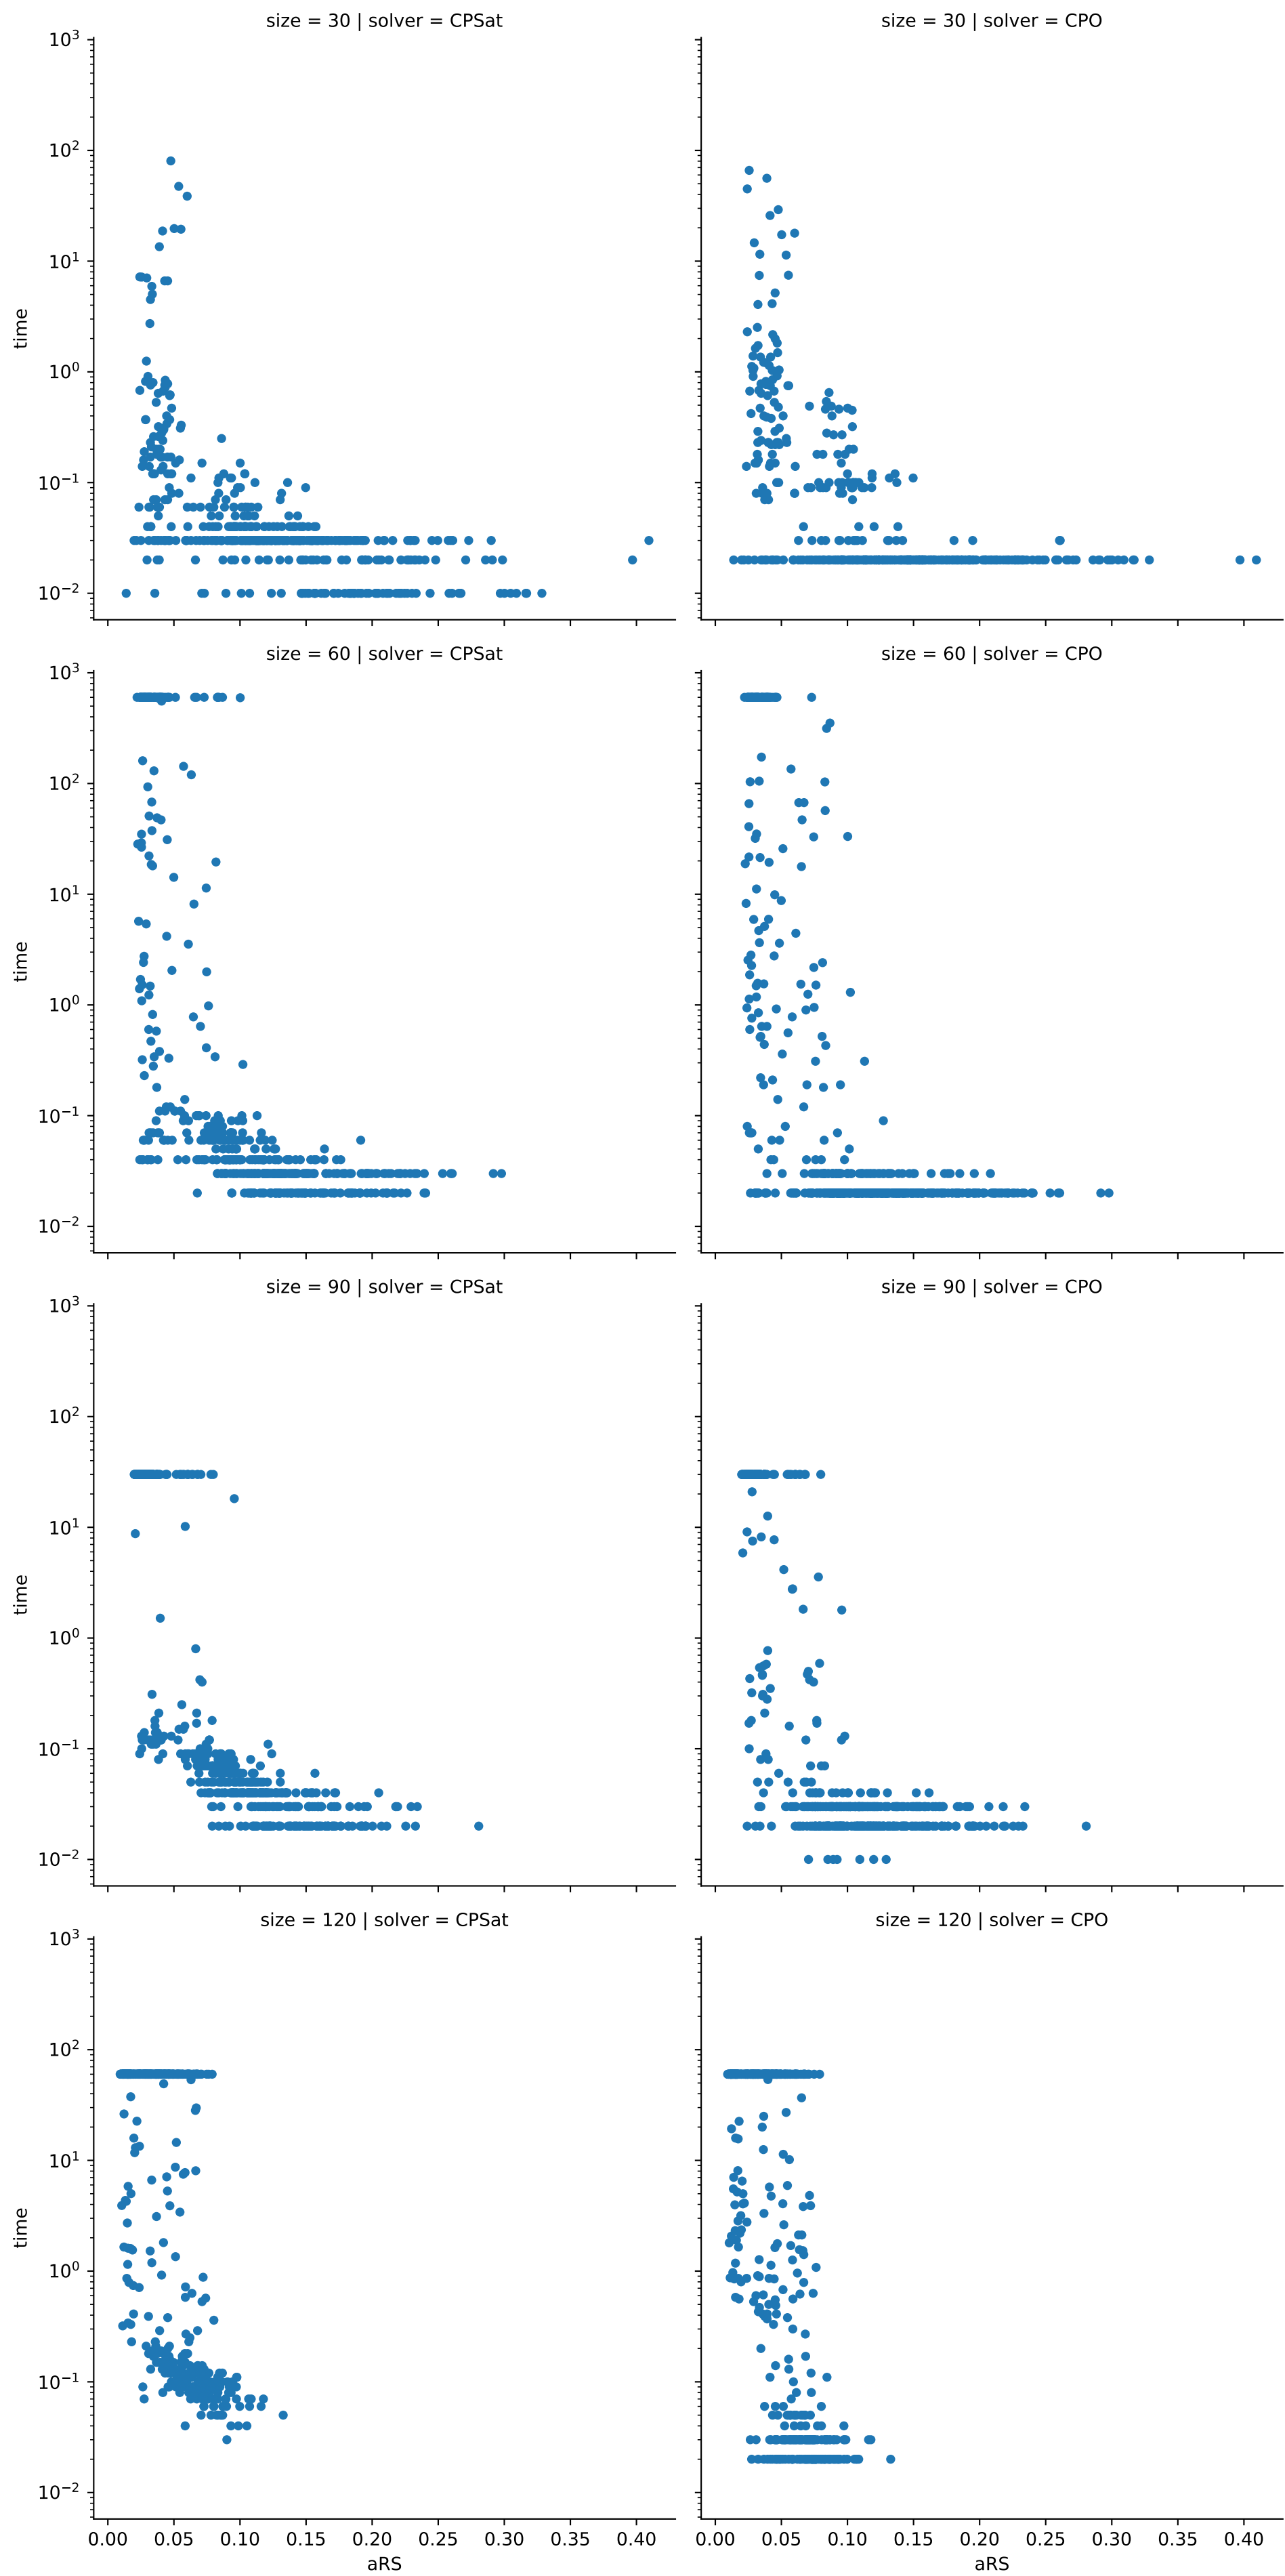 size = 30 | solver = CPSat
size = 30 | solver = CPO
10³
10²
10¹
10⁰
10⁻¹
10⁻²
time
size = 60 | solver = CPSat
size = 60 | solver = CPO
10³
10²
10¹
10⁰
10⁻¹
10⁻²
time
size = 90 | solver = CPSat
size = 90 | solver = CPO
10³
10²
10¹
10⁰
10⁻¹
10⁻²
time
size = 120 | solver = CPSat
size = 120 | solver = CPO
10³
10²
10¹
10⁰
10⁻¹
10⁻²
time
0.00 0.05 0.10 0.15 0.20 0.25 0.30 0.35 0.40
aRS
0.00 0.05 0.10 0.15 0.20 0.25 0.30 0.35 0.40
aRS